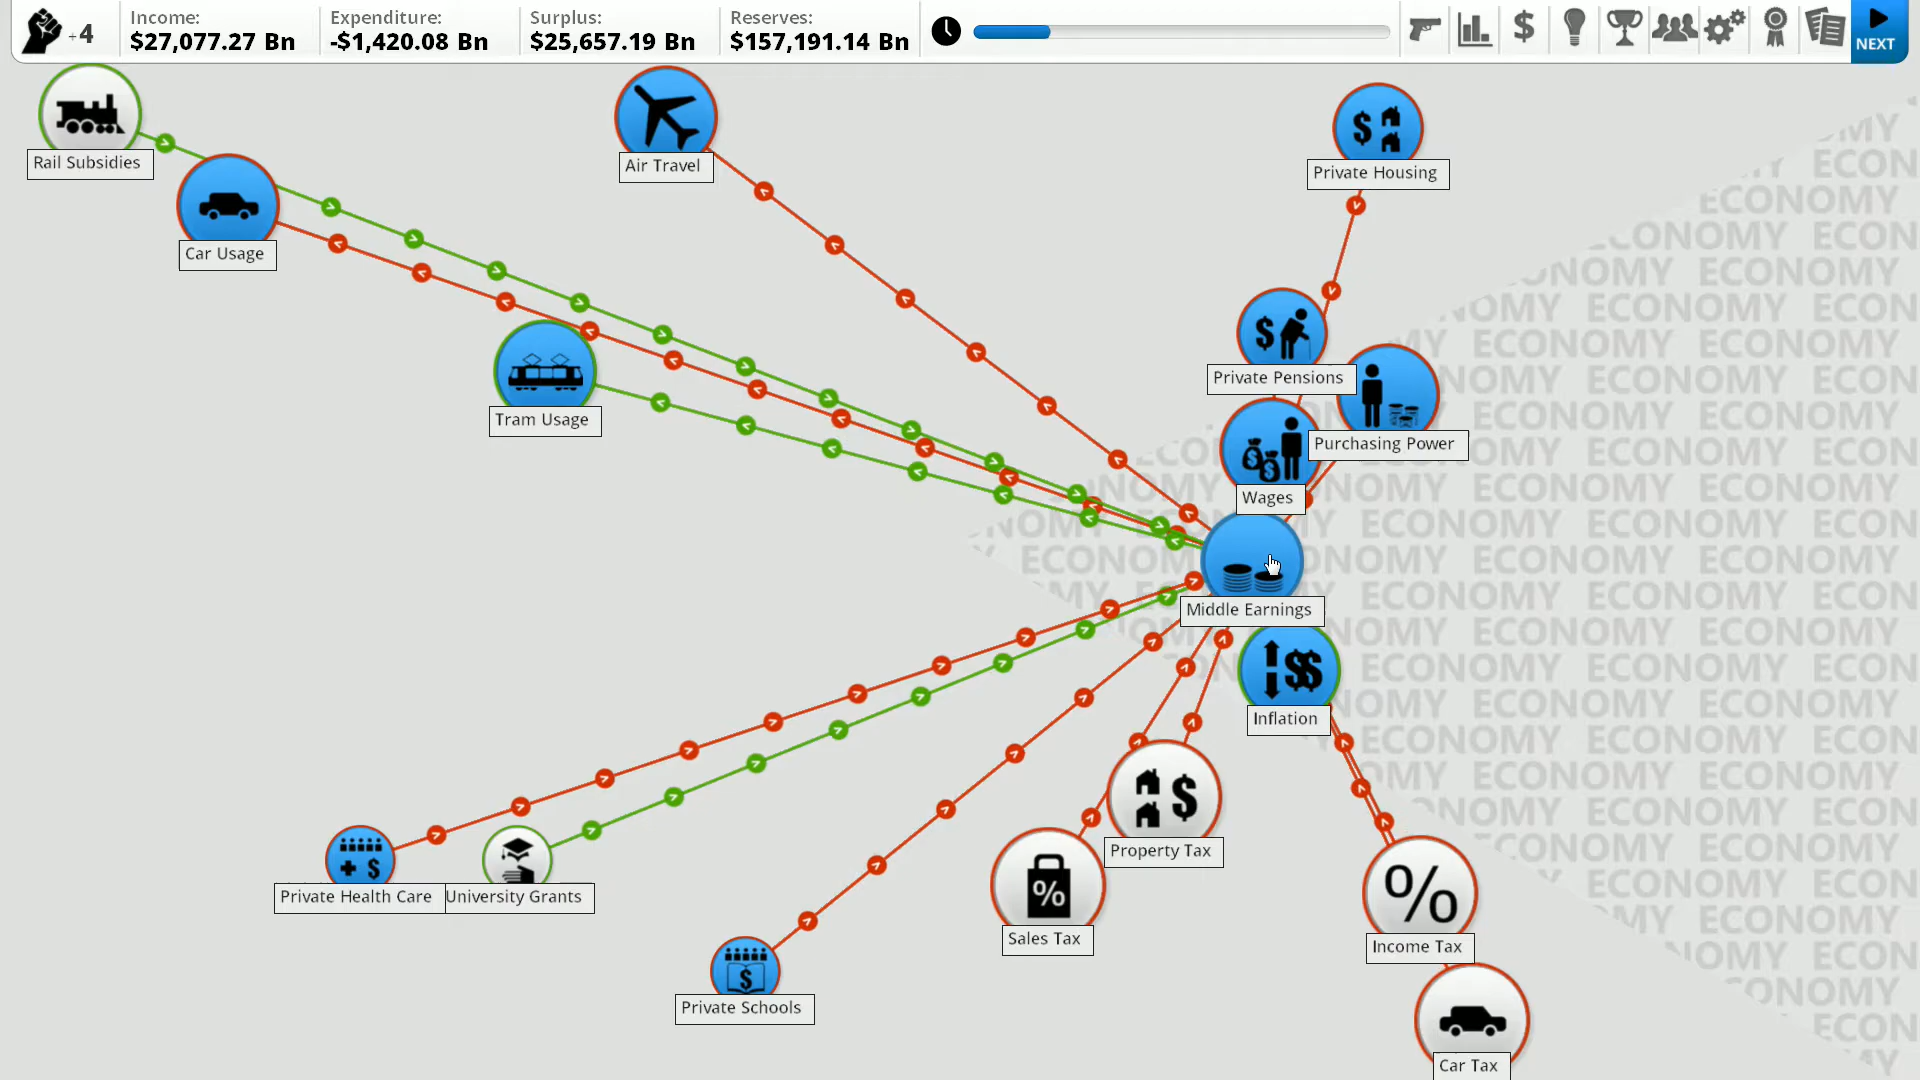 +4
Income:
$27,077.27 Bn
Expenditure:
-$1,420.08 Bn
Surplus:
$25,657.19 Bn
Reserves:
$157,191.14 Bn
NEXT
Rail Subsidies
Car Usage
Air Travel
Private Housing
Tram Usage
Private Pensions
Purchasing Power
Wages
Middle Earnings
Inflation
Property Tax
Private Health Care
University Grants
Sales Tax
Income Tax
Private Schools
Car Tax
ECONOMY